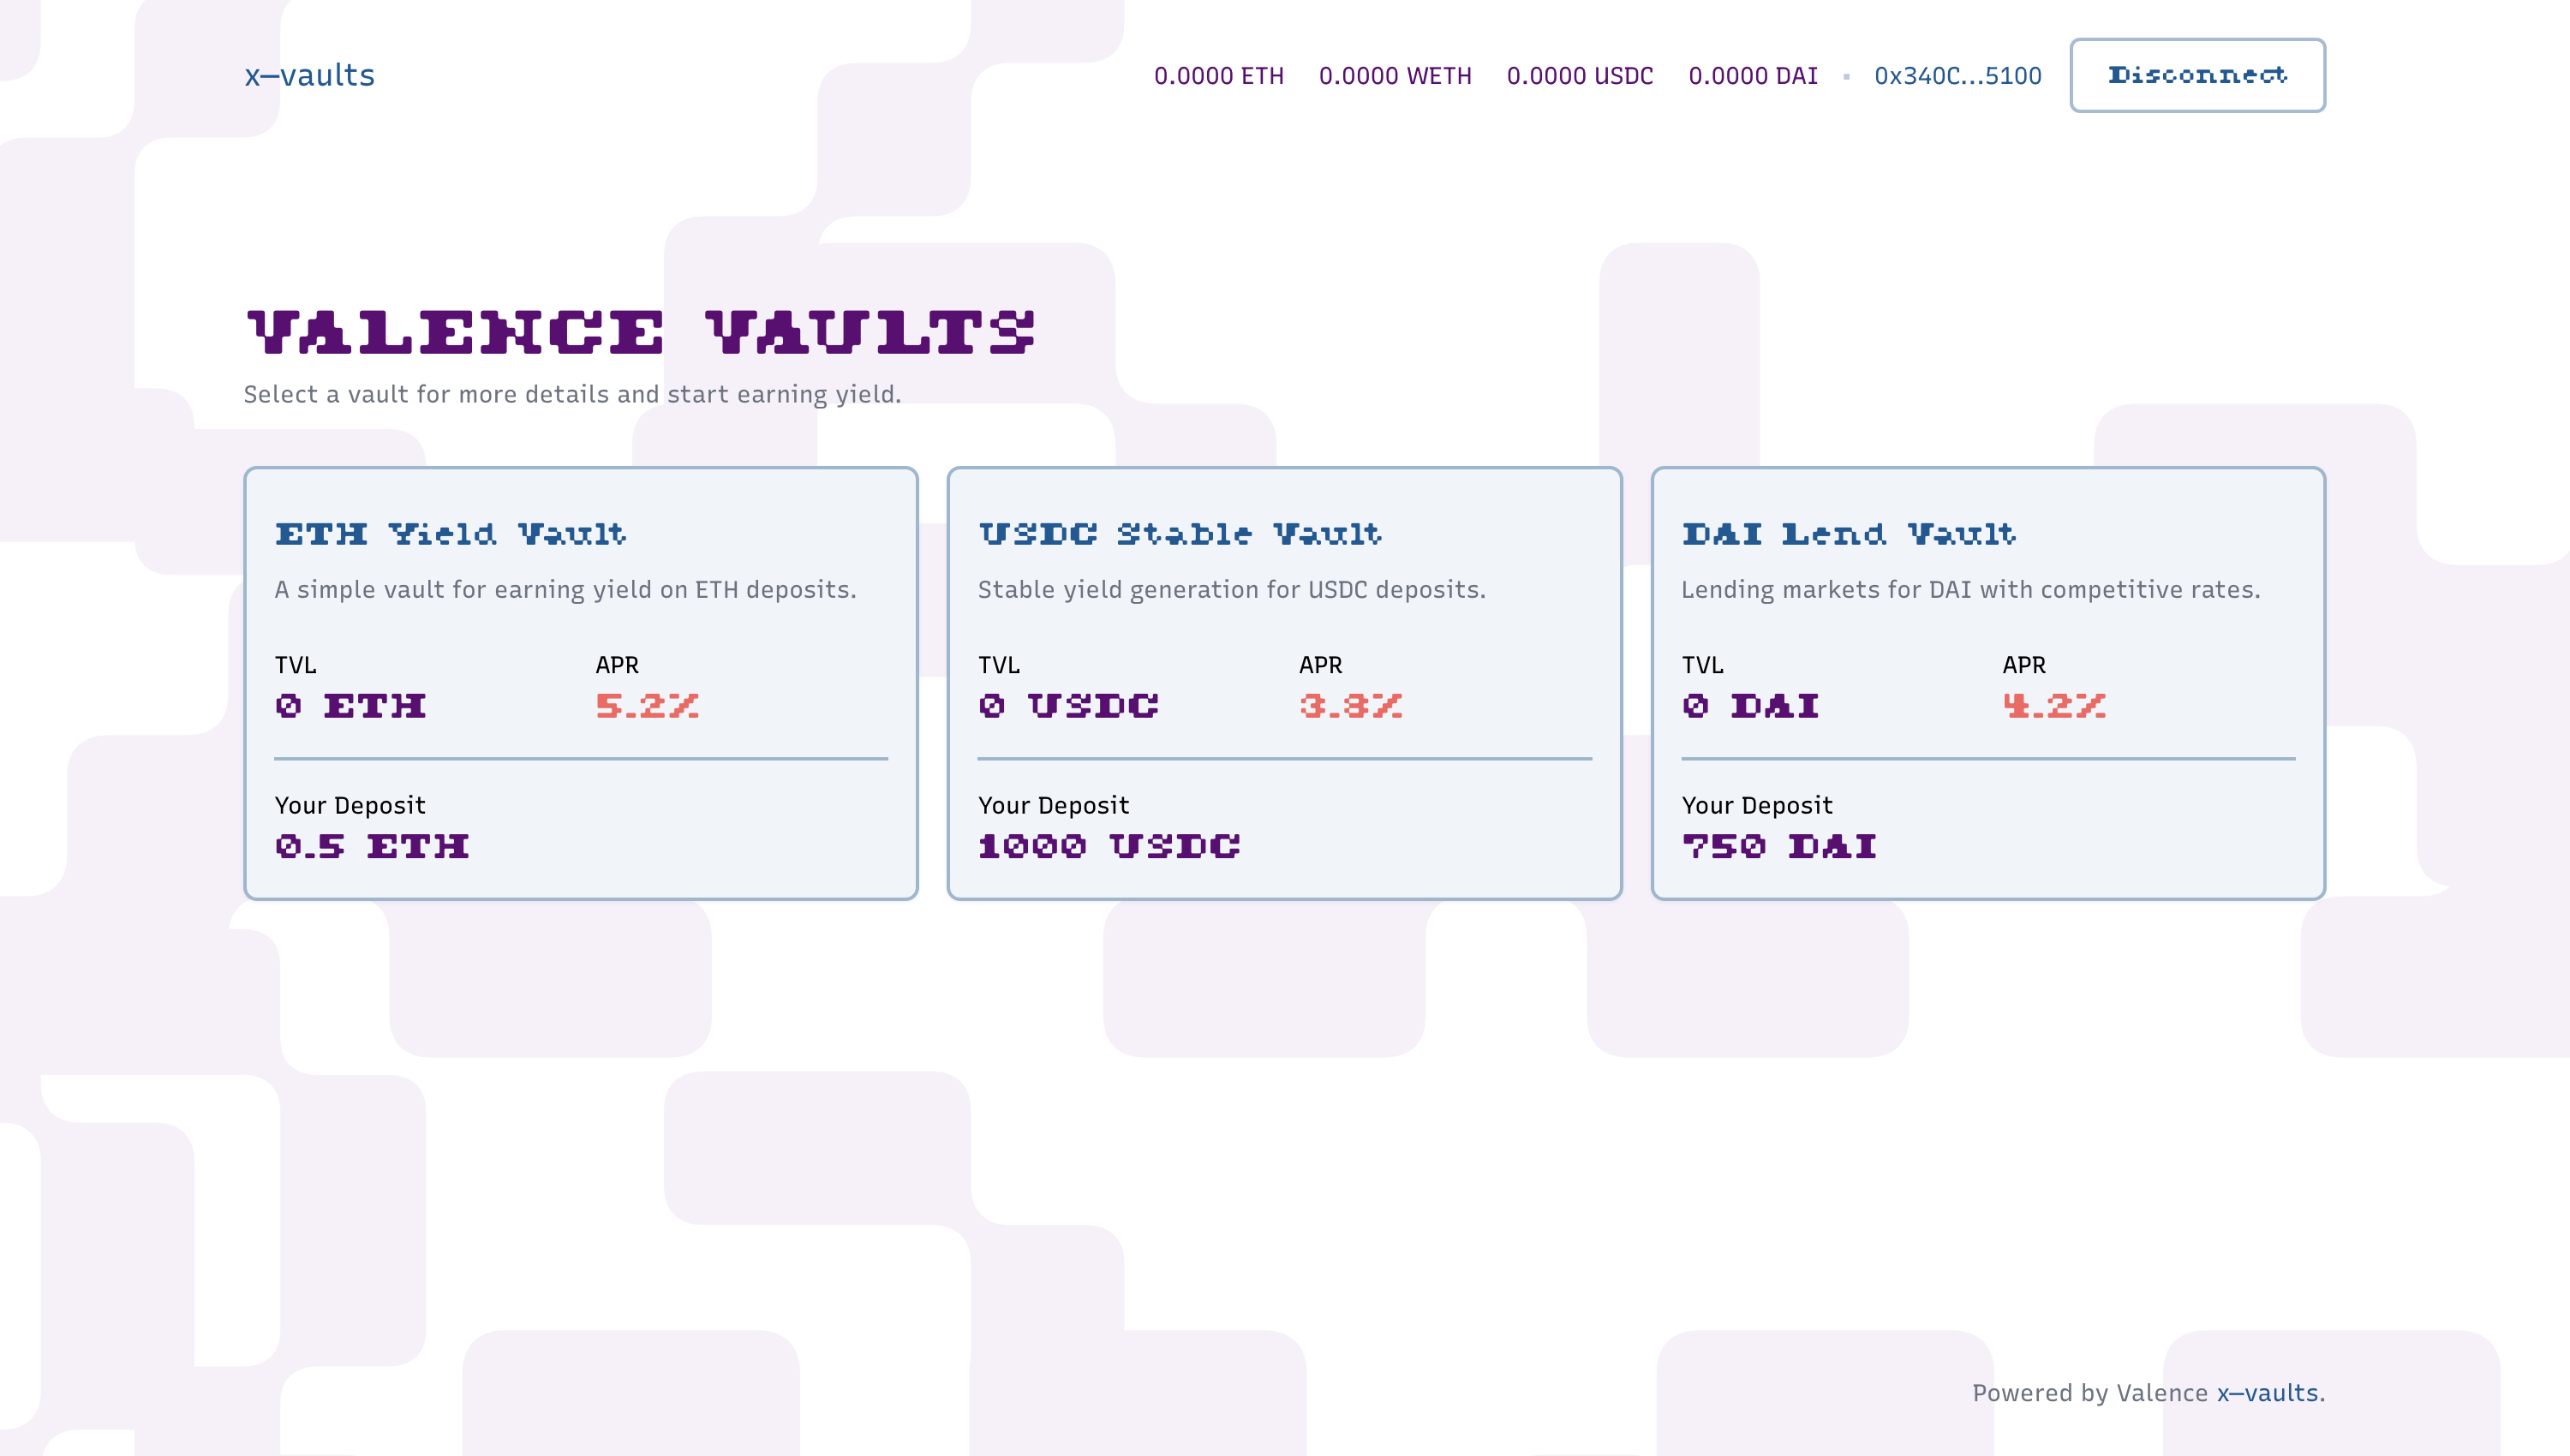 x—vaults
0.0000 ETH 0.0000 WETH 0.0000 USDC 0.0000 DAI 0x340C...5100 Disconnect
VALENCE VAULTS
Select a vault for more details and start earning yield.
ETH Yield Vault
A simple vault for earning yield on ETH deposits.
TVL APR
0 ETH 5.2%
Your Deposit
0.5 ETH
USDC Stable Vault
Stable yield generation for USDC deposits.
TVL APR
0 USDC 3.8%
Your Deposit
1000 USDC
DAI Lend Vault
Lending markets for DAI with competitive rates.
TVL APR
0 DAI 4.2%
Your Deposit
750 DAI
Powered by Valence x—vaults.